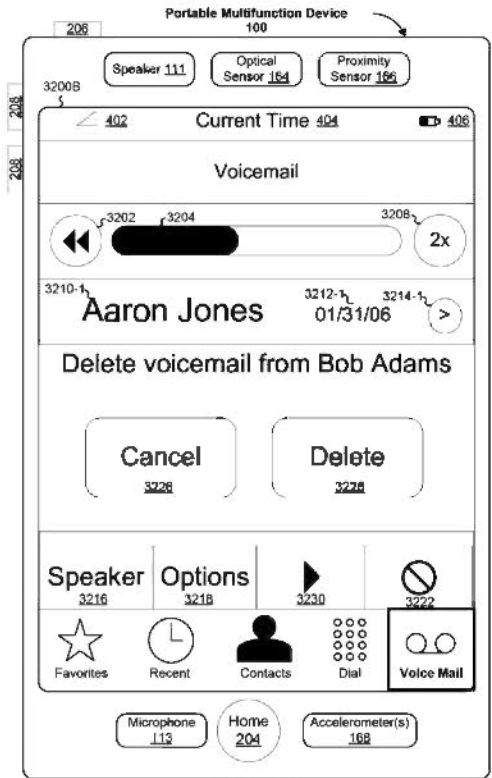 Portable Multifunction Device
100
206
Speaker 111
Optical
Sensor 164
Proximity
Sensor 166
3200B
208
208
402
Current Time 404
406
Voicemail
3202
3204
3208
2x
3210-1
Aaron Jones
3212-1
01/31/06
3214-1
>
Delete voicemail from Bob Adams
Cancel
3226
Delete
3226
Speaker
3216
Options
3218
3230
3222
Favorites
Recent
Contacts
Dial
Voice Mail
Microphone
113
Home
204
Accelerometer(s)
168